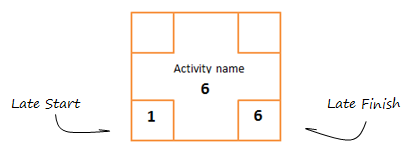 Activity name
6
Late Start
1
6
Late Finish